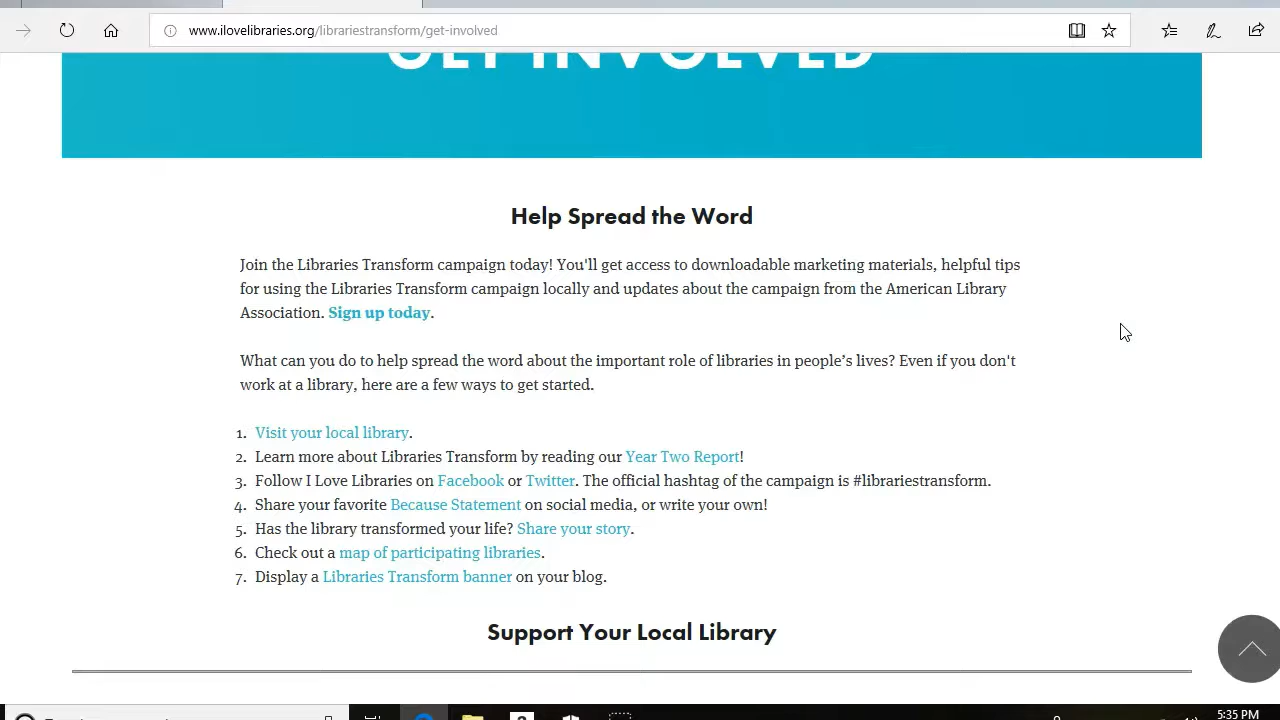 www.ilovelibraries.org/librariestransform/get-involved
GET INVOLVED
Help Spread the Word
Join the Libraries Transform campaign today! You'll get access to downloadable marketing materials, helpful tips
for using the Libraries Transform campaign locally and updates about the campaign from the American Library
Association. Sign up today.
What can you do to help spread the word about the important role of libraries in people’s lives? Even if you don't
work at a library, here are a few ways to get started.
1. Visit your local library.
2. Learn more about Libraries Transform by reading our Year Two Report!
3. Follow I Love Libraries on Facebook or Twitter. The official hashtag of the campaign is #librariestransform.
4. Share your favorite Because Statement on social media, or write your own!
5. Has the library transformed your life? Share your story.
6. Check out a map of participating libraries.
7. Display a Libraries Transform banner on your blog.
Support Your Local Library
5:35 PM